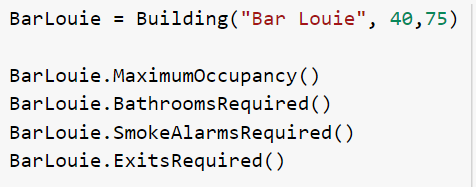 BarLouie = Building("Bar Louie", 40,75)
BarLouie.MaximumOccupancy()
BarLouie.BathroomsRequired()
BarLouie.SmokeAlarmsRequired()
BarLouie.ExitsRequired()